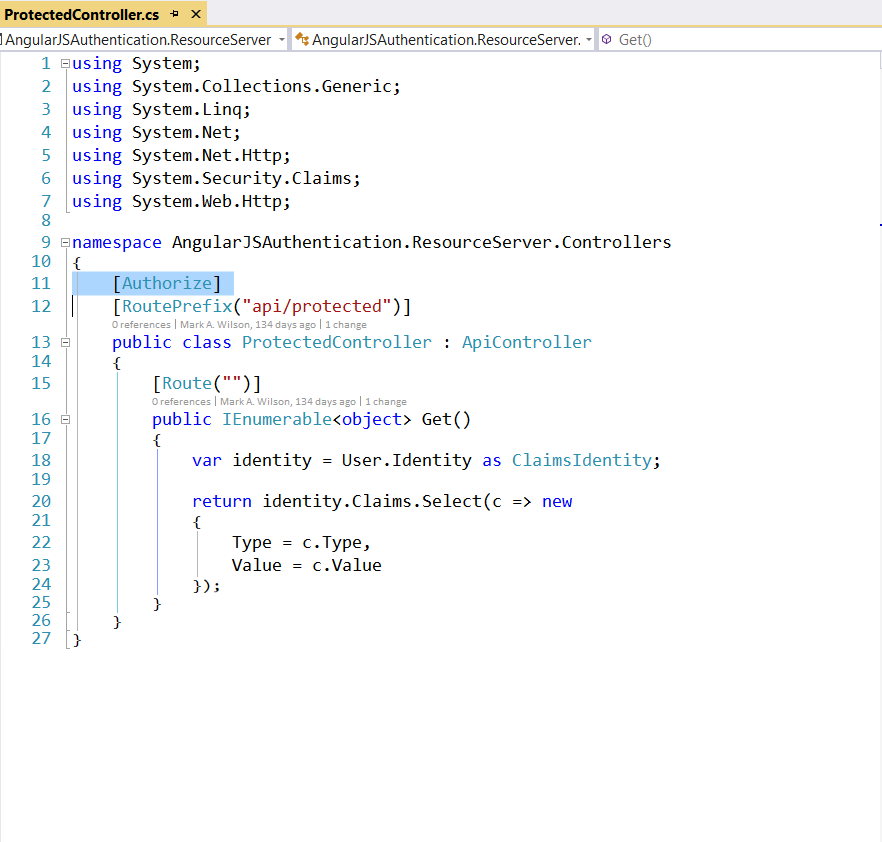 ProtectedController.cs
AngularJSAuthentication.ResourceServer AngularJSAuthentication.ResourceServer. Get()
1 using System;
2 using System.Collections.Generic;
3 using System.Linq;
4 using System.Net;
5 using System.Net.Http;
6 using System.Security.Claims;
7 using System.Web.Http;
8
9 namespace AngularJSAuthentication.ResourceServer.Controllers
10 {
11 [Authorize]
12 [RoutePrefix("api/protected")]
0 references | Mark A. Wilson, 134 days ago | 1 change
13 public class ProtectedController : ApiController
14 {
15 [Route("")]
0 references | Mark A. Wilson, 134 days ago | 1 change
16 public IEnumerable<object> Get()
17 {
18 var identity = User.Identity as ClaimsIdentity;
19
20 return identity.Claims.Select(c => new
21 {
22 Type = c.Type,
23 Value = c.Value
24 });
25 }
26 }
27 }